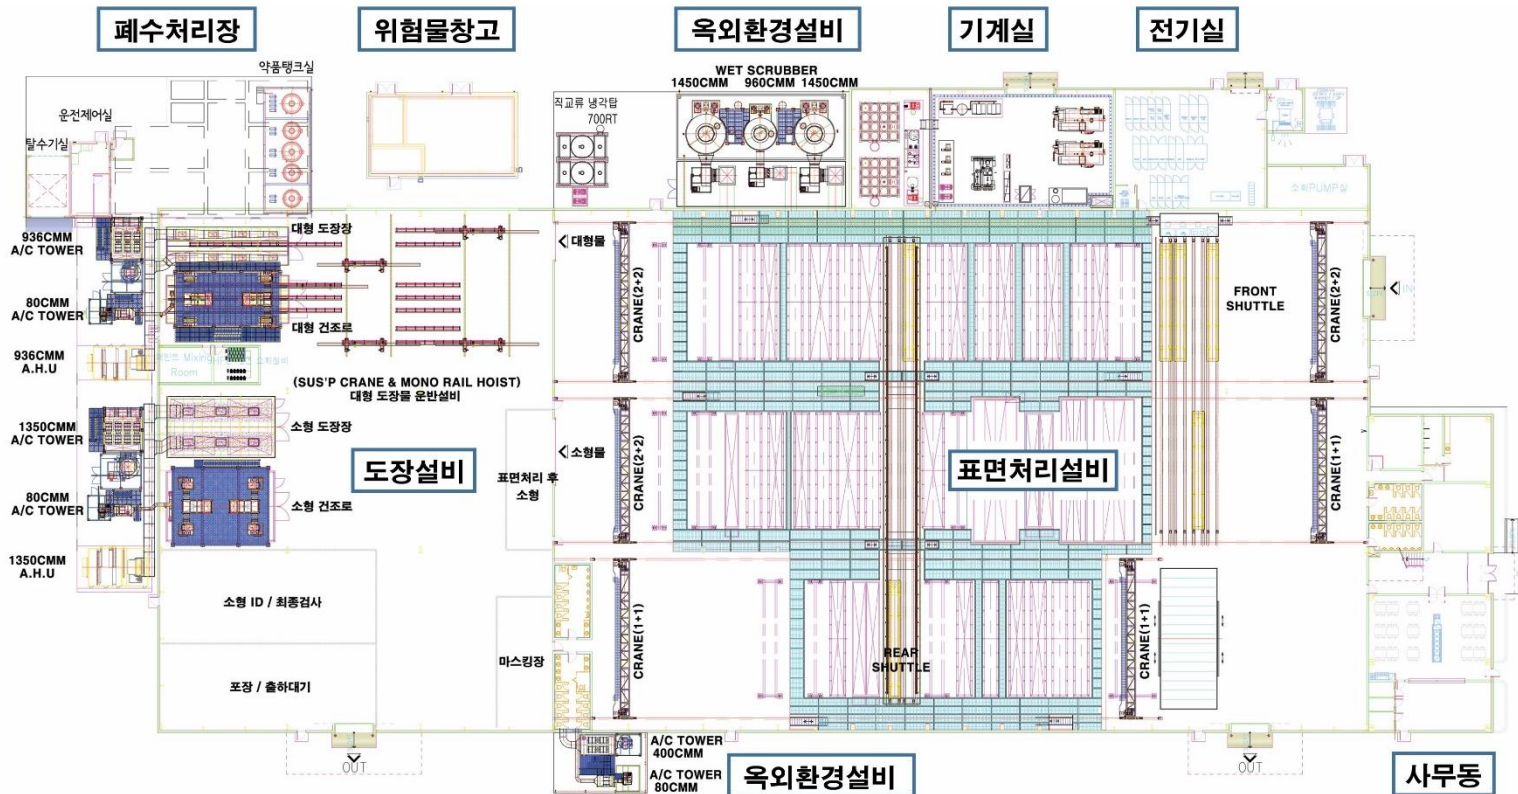 폐수처리장
위험물창고
옥외환경설비
기계실
전기실
약품탱크실
운전제어실
탈수기실
직교류 냉각탑
700RT
WET SCRUBBER
1450CMM 960CMM 1450CMM
소화PUMP실
936CMM
A/C TOWER
80CMM
A/C TOWER
936CMM
A.H.U
1350CMM
A/C TOWER
80CMM
A/C TOWER
1350CMM
A.H.U
대형 도장장
대형 건조로
Mixing
Room
(SUS'P CRANE & MONO RAIL HOIST)
대형 도장물 운반설비
소형 도장장
소형 건조로
도장설비
표면처리 후
소형
대형물
소형물
CRANE(2+2)
CRANE(2+2)
CRANE(1+1)
표면처리설비
REAR
SHUTTLE
FRONT
SHUTTLE
CRANE(2+2)
CRANE(1+1)
CRANE(1+1)
IN
소형 ID / 최종검사
포장 / 출하대기
마스킹장
OUT
A/C TOWER
400CMM
A/C TOWER
80CMM
옥외환경설비
OUT
사무동